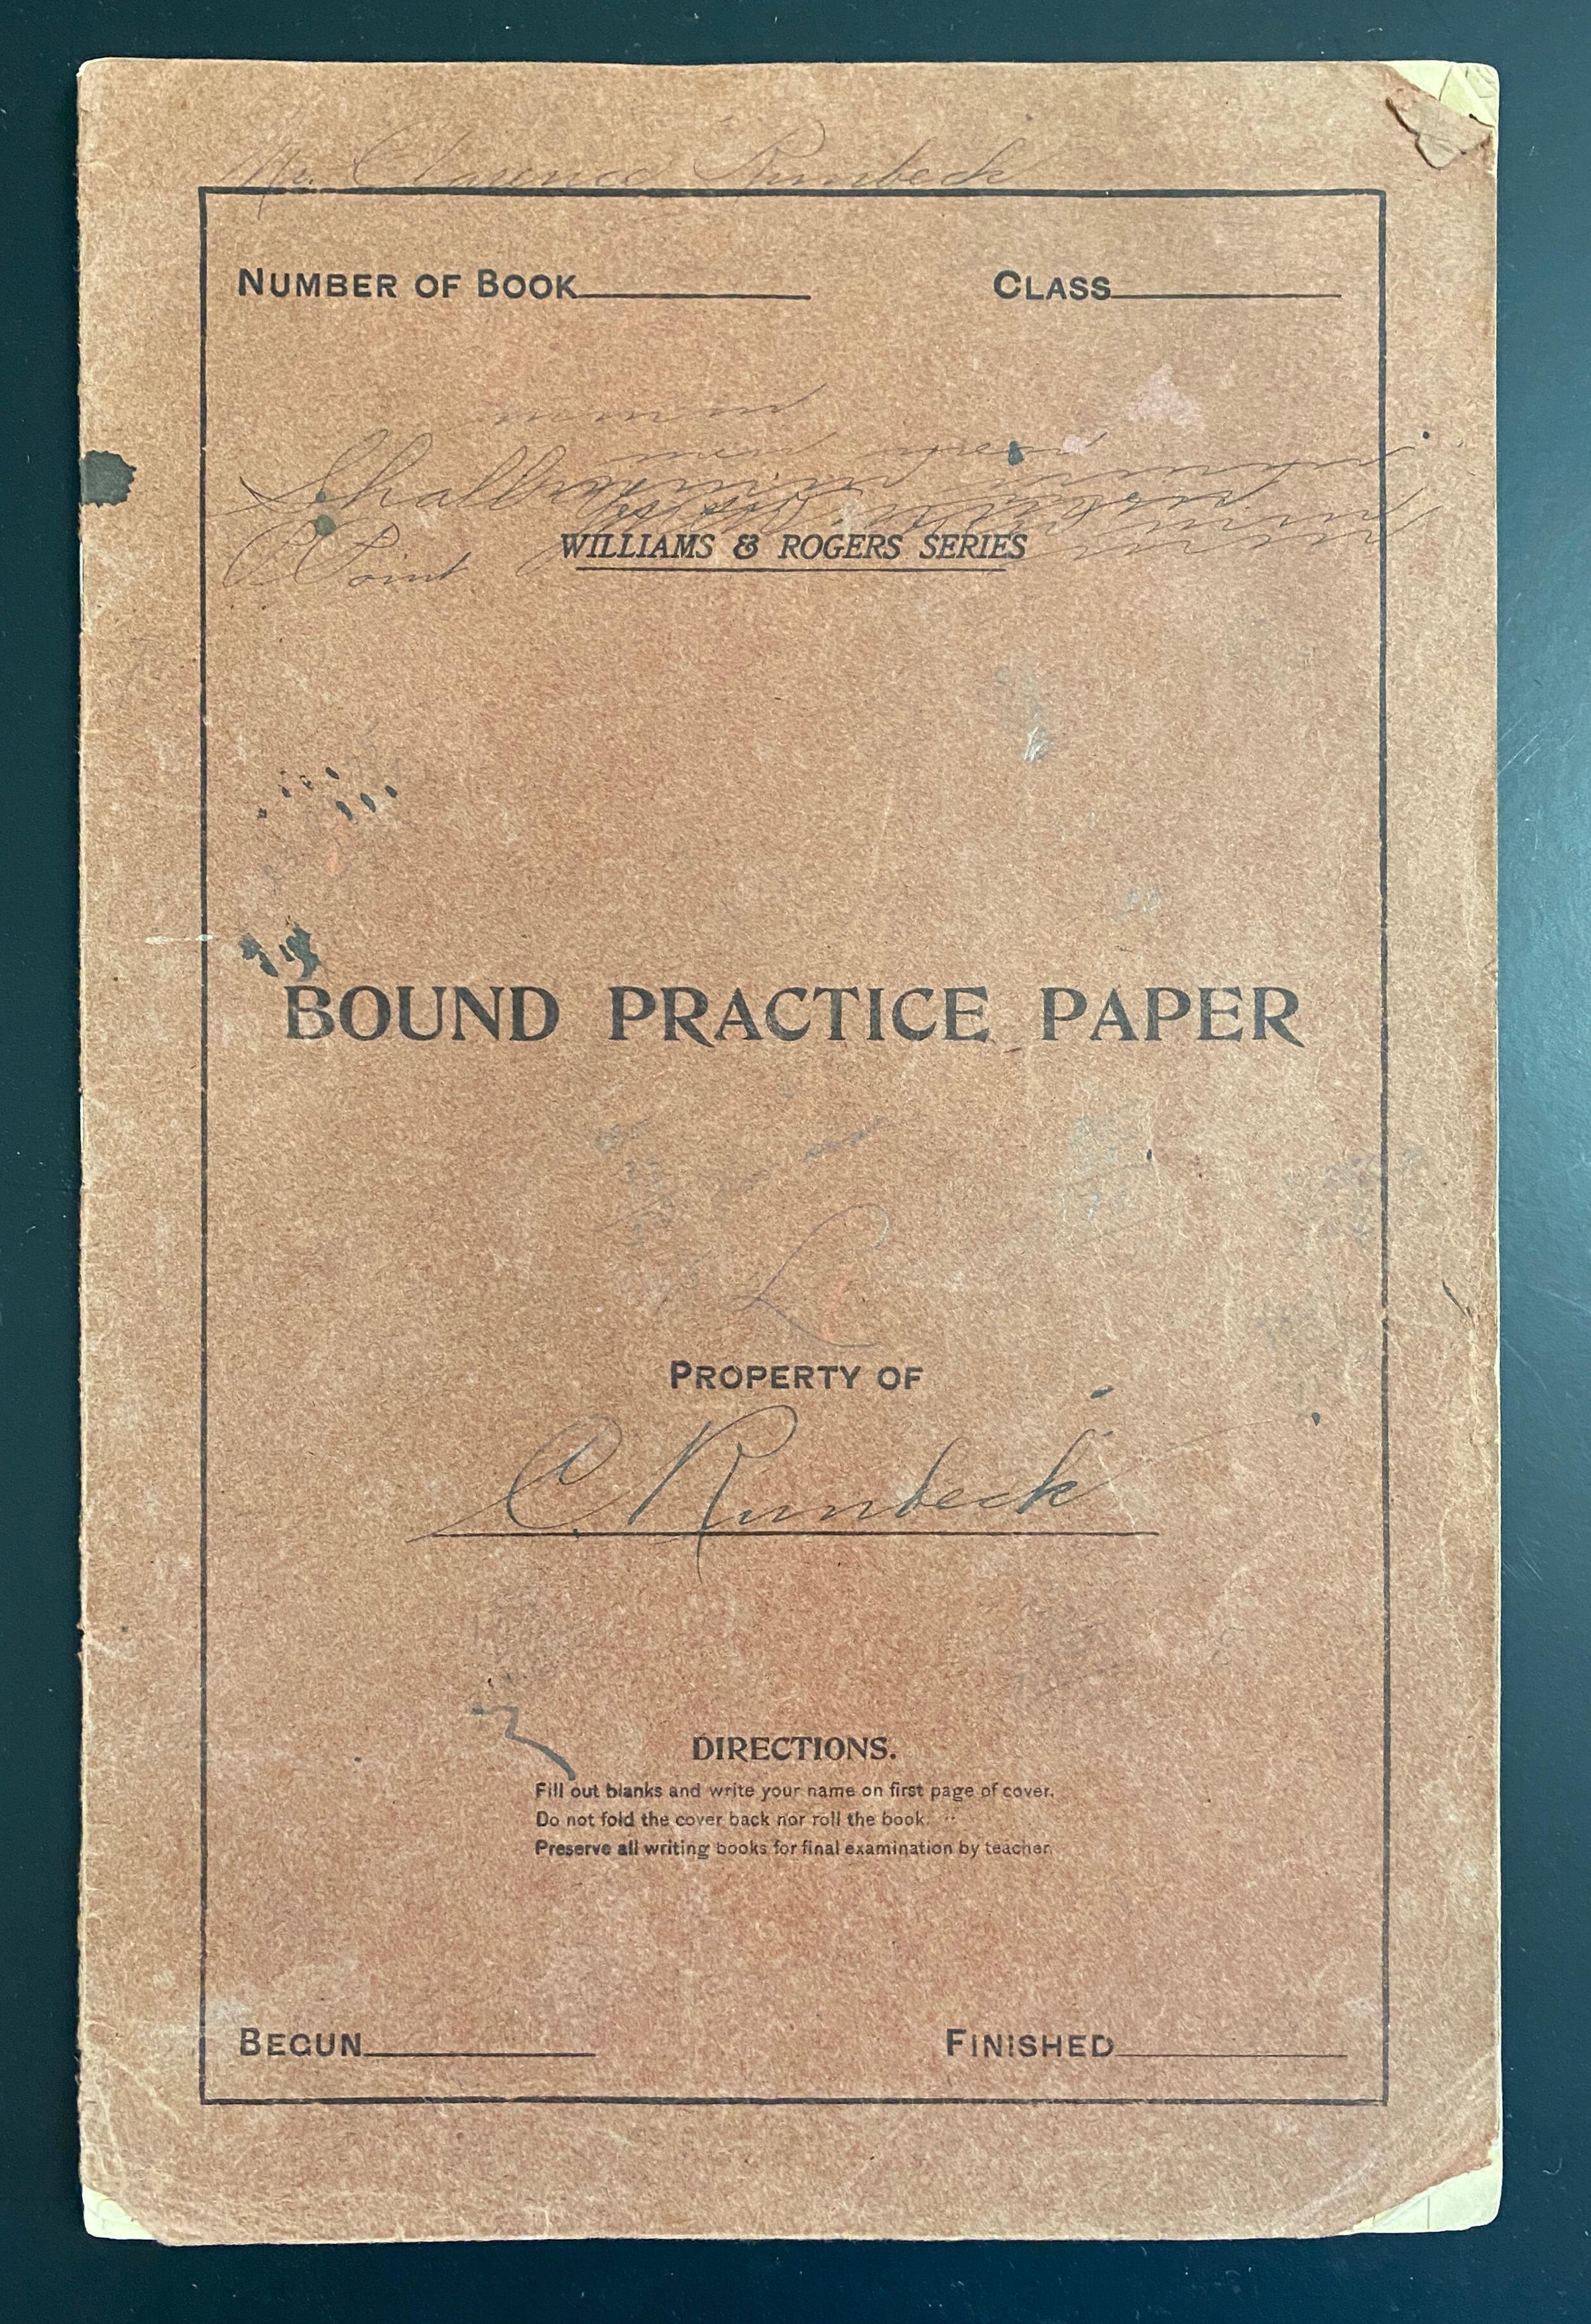 Mr. Clarence Runbeck
NUMBER OF BOOK CLASS
Point
WILLIAMS & ROGERS SERIES
BOUND PRACTICE PAPER
PROPERTY OF
C. Runbeck
DIRECTIONS.
Fill out blanks and write your name on first page of cover.
Do not fold the cover back nor roll the book.
Preserve all writing books for final examination by teacher.
BEGUN FINISHED